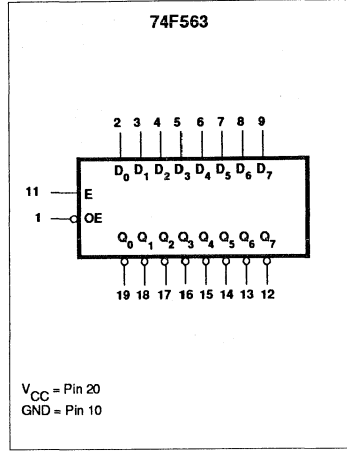 74F563
2 3 4 5 6 7 8 9
D0 D1 D2 D3 D4 D5 D6 D7
11 E
1 OE
Q0 Q1 Q2 Q3 Q4 Q5 Q6 Q7
19 18 17 16 15 14 13 12
VCC = Pin 20
GND = Pin 10